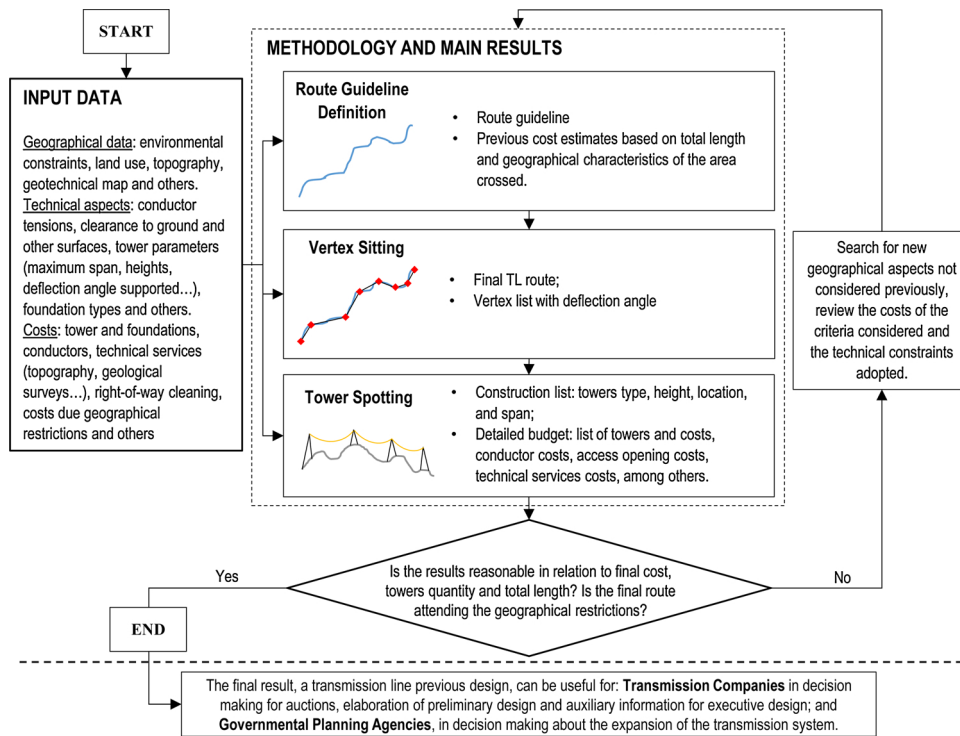 START
INPUT DATA
Geographical data: environmental
constraints, land use, topography,
geotechnical map and others.
Technical aspects: conductor
tensions, clearance to ground and
other surfaces, tower parameters
(maximum span, heights,
deflection angle supported...),
foundation types and others.
Costs: tower and foundations,
conductors, technical services
(topography, geological
surveys...), right-of-way cleaning,
costs due geographical
restrictions and others
METHODOLOGY AND MAIN RESULTS
Route Guideline
Definition
• Route guideline
• Previous cost estimates based on total length
and geographical characteristics of the area
crossed.
Vertex Sitting
• Final TL route;
• Vertex list with deflection angle
Tower Spotting
• Construction list: towers type, height, location,
and span;
• Detailed budget: list of towers and costs,
conductor costs, access opening costs,
technical services costs, among others.
Search for new
geographical aspects not
considered previously,
review the costs of the
criteria considered and
the technical constraints
adopted.
Is the results reasonable in relation to final cost,
towers quantity and total length? Is the final route
attending the geographical restrictions?
Yes
No
END
The final result, a transmission line previous design, can be useful for: Transmission Companies in decision
making for auctions, elaboration of preliminary design and auxiliary information for executive design; and
Governmental Planning Agencies, in decision making about the expansion of the transmission system.